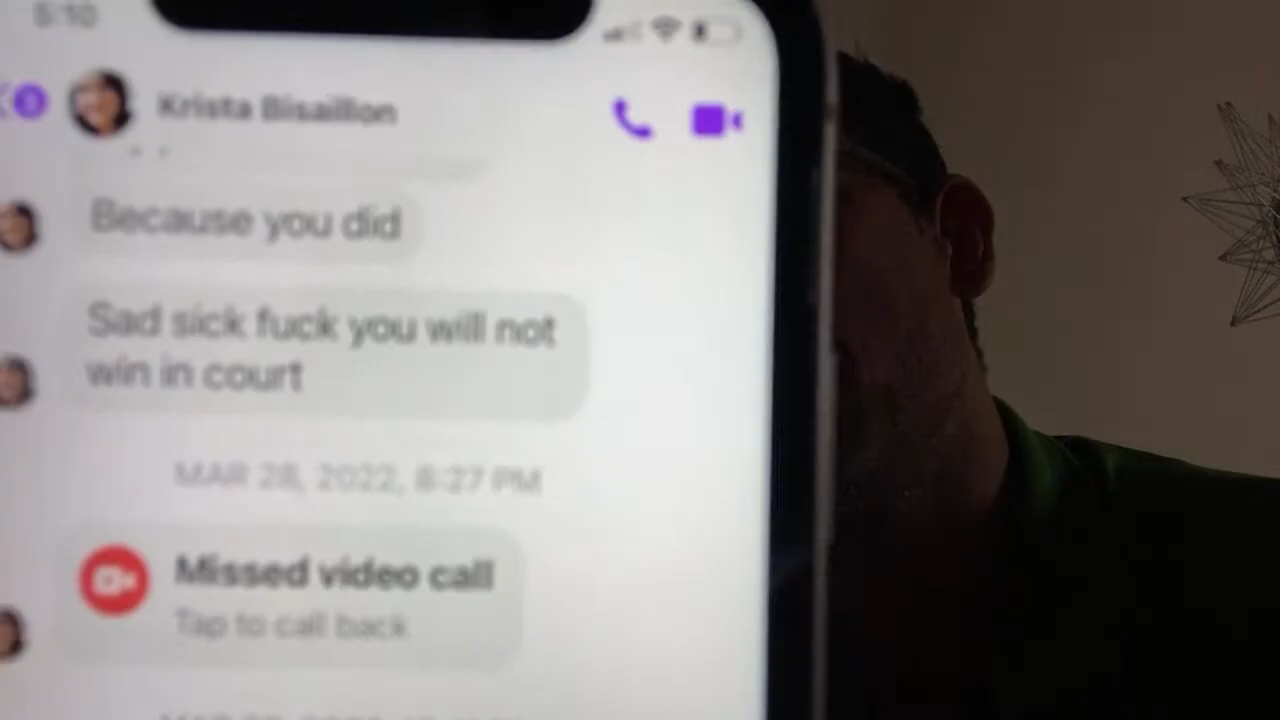 5:10
Krista Bisaillon
Because you did
Sad sick fuck you will not
win in court
MAR 28, 2022, 8:27 PM
Missed video call
Tap to call back